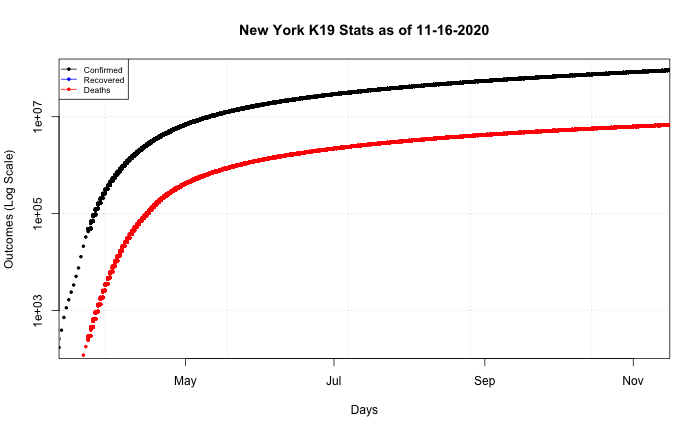 New York K19 Stats as of 11-16-2020
Confirmed
Recovered
Deaths
Outcomes (Log Scale)
1e+07
1e+05
1e+03
May Jul Sep Nov
Days